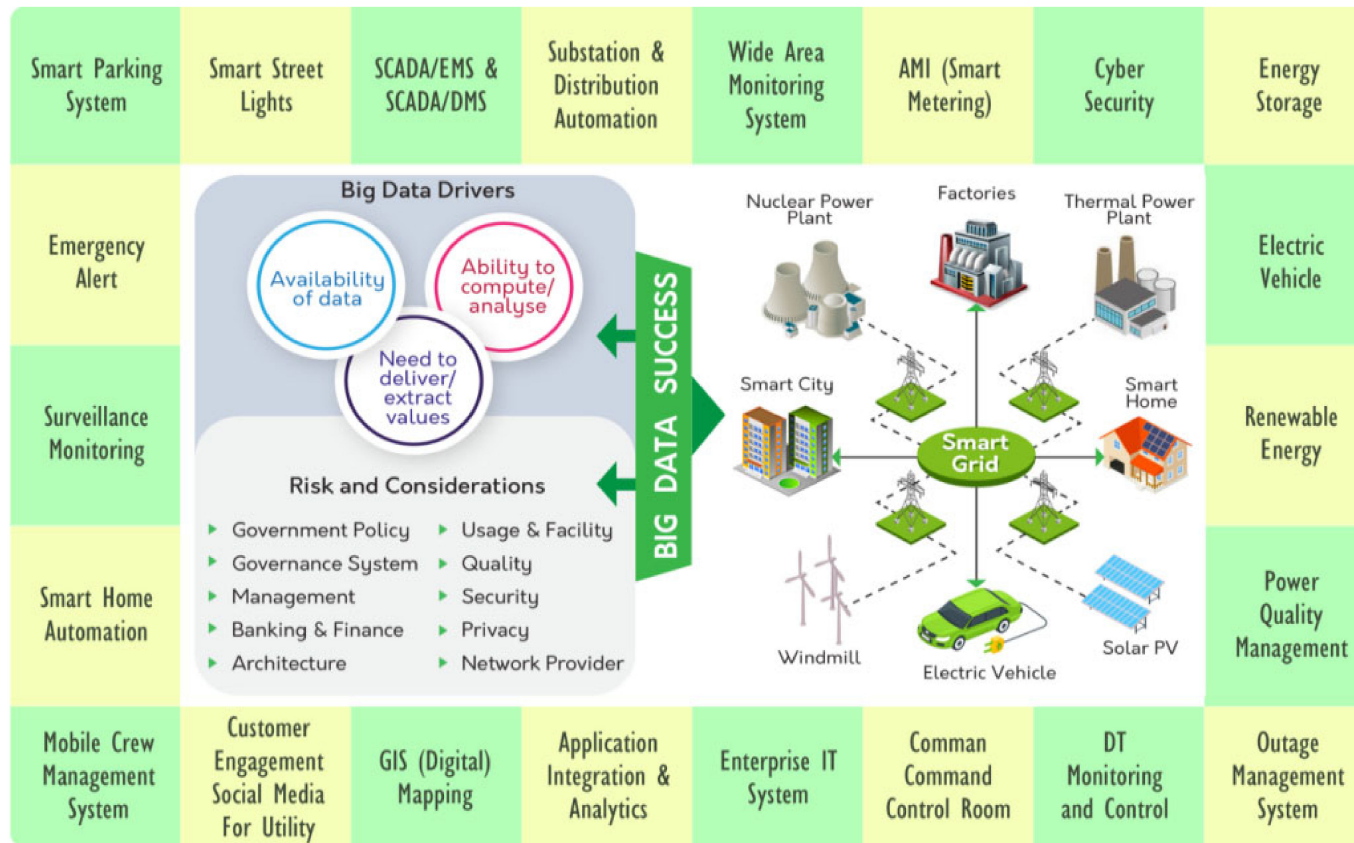 Smart Parking
System
Smart Street
Lights
SCADA/EMS &
SCADA/DMS
Substation &
Distribution
Automation
Wide Area
Monitoring
System
AMI (Smart
Metering)
Cyber
Security
Energy
Storage
Emergency
Alert
Surveillance
Monitoring
Smart Home
Automation
Big Data Drivers
Availability
of data
Ability to
compute/
analyse
Need to
deliver/
extract
values
Risk and Considerations
Government Policy
Governance System
Management
Banking & Finance
Architecture
Usage & Facility
Quality
Security
Privacy
Network Provider
BIG DATA SUCCESS
Nuclear Power
Plant
Factories
Thermal Power
Plant
Smart City
Smart
Grid
Smart
Home
Windmill
Electric Vehicle
Solar PV
Electric
Vehicle
Renewable
Energy
Power
Quality
Management
Mobile Crew
Management
System
Customer
Engagement
Social Media
For Utility
GIS (Digital)
Mapping
Application
Integration &
Analytics
Enterprise IT
System
Comman
Command
Control Room
DT
Monitoring
and Control
Outage
Management
System